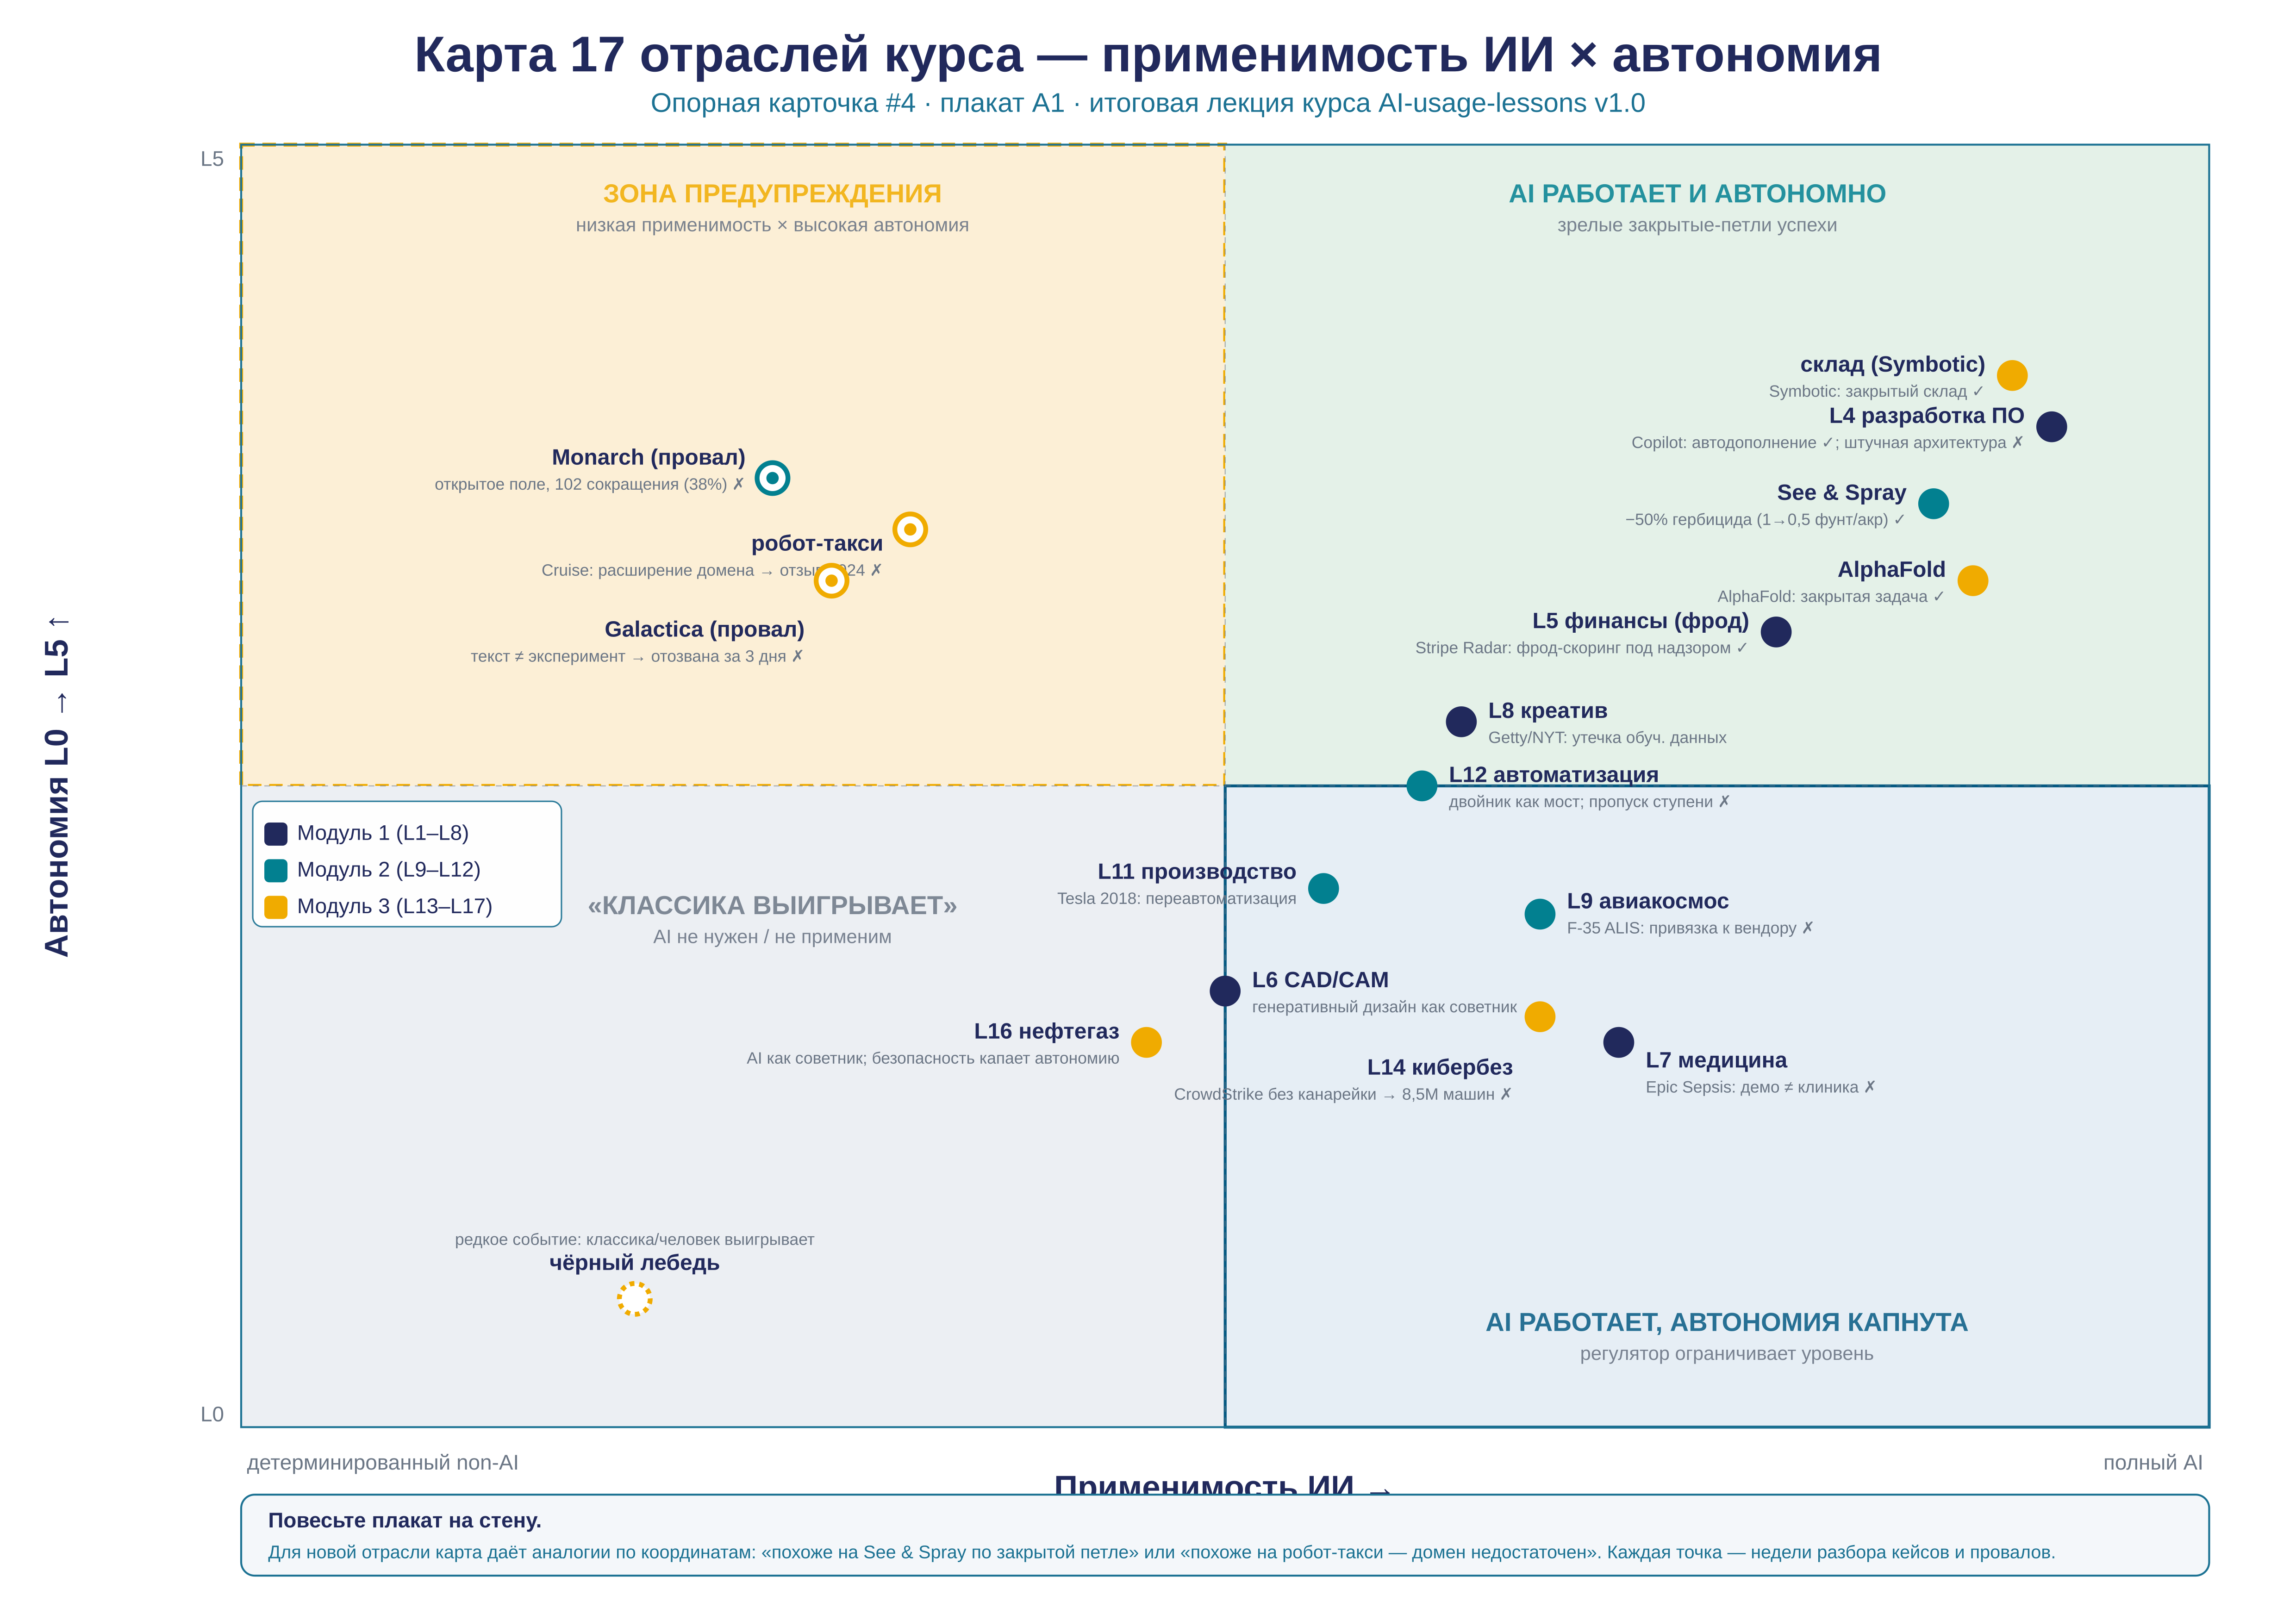 Карта 17 отраслей курса — применимость ИИ × автономия
Опорная карточка #4 · плакат A1 · итоговая лекция курса AI-usage-lessons v1.0
L5
ЗОНА ПРЕДУПРЕЖДЕНИЯ
низкая применимость × высокая автономия
AI РАБОТАЕТ И АВТОНОМНО
зрелые закрытые-петли успехи
склад (Symbotic)
Symbotic: закрытый склад ✓
L4 разработка ПО
Copilot: автодополнение ✓; штучная архитектура ✗
Monarch (провал)
открытое поле, 102 сокращения (38%) ✗
See & Spray
−50% гербицида (1→0,5 фунт/акр) ✓
робот-такси
Cruise: расширение домена → ✗
AlphaFold
AlphaFold: закрытая задача ✓
Galactica (провал)
текст ≠ эксперимент → отозвана за 3 дня ✗
L5 финансы (фрод)
Stripe Radar: фрод-скоринг под надзором ✓
L8 креатив
Getty/NYT: утечка обуч. данных
L12 автоматизация
двойник как мост; пропуск ступени ✗
Автономия L0 → L5 ↑
Модуль 1 (L1–L8)
Модуль 2 (L9–L12)
Модуль 3 (L13–L17)
«КЛАССИКА ВЫИГРЫВАЕТ»
AI не нужен / не применим
L11 производство
Tesla 2018: переавтоматизация
L9 авиакосмос
F-35 ALIS: привязка к вендору ✗
L6 CAD/CAM
генеративный дизайн как советник
L16 нефтегаз
AI как советник; безопасность капает автономию
L14 кибербез
CrowdStrike без канарейки → 8,5M машин ✗
L7 медицина
Epic Sepsis: демо ≠ клиника ✗
редкое событие: классика/человек выигрывает
чёрный лебедь
AI РАБОТАЕТ, АВТОНОМИЯ КАПНУТА
регулятор ограничивает уровень
L0
детерминированный non-AI
полный AI
Применимость ИИ →
Повесьте плакат на стену.
Для новой отрасли карта даёт аналогии по координатам: «похоже на See & Spray по закрытой петле» или «похоже на робот-такси — домен недостаточен». Каждая точка — недели разбора кейсов и провалов.